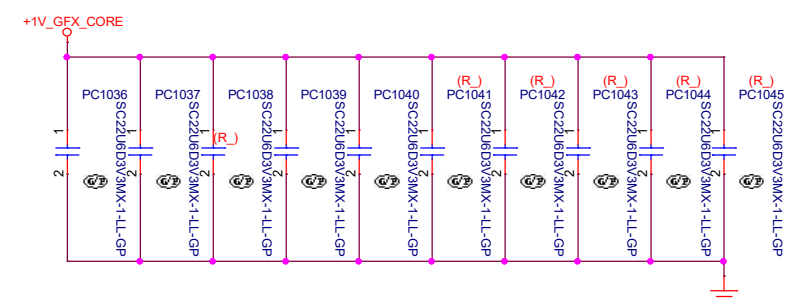 +1V_GFX_CORE
(R_) (R_) (R_) (R_) (R_)
PC1036 PC1037 PC1038 PC1039 PC1040 PC1041 PC1042 PC1043 PC1044 PC1045
1 1 1 1 1 1 1 1 1 1
(R_)
2 2 2 2 2 2 2 2 2 2
SC22U6D3V3MX-1-LL-GP
SC22U6D3V3MX-1-LL-GP
SC22U6D3V3MX-1-LL-GP
SC22U6D3V3MX-1-LL-GP
SC22U6D3V3MX-1-LL-GP
SC22U6D3V3MX-1-LL-GP
SC22U6D3V3MX-1-LL-GP
SC22U6D3V3MX-1-LL-GP
SC22U6D3V3MX-1-LL-GP
SC22U6D3V3MX-1-LL-GP